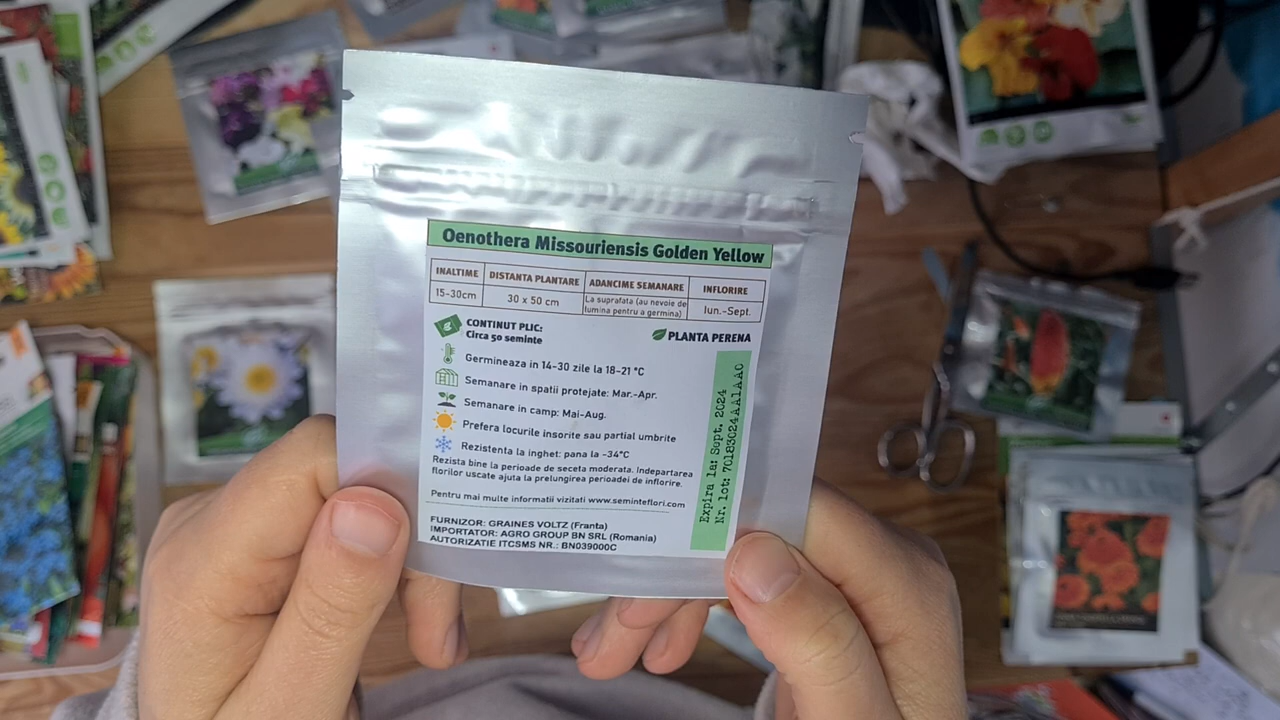 Oenothera Missouriensis Golden Yellow
INALTIME DISTANTA PLANTARE ADANCIME SEMANARE INFLORIRE
15-30cm 30 x 50 cm La suprafata (au nevoie de lumina pentru a germina) Iun.-Sept.
CONTINUT PLIC:
Circa 50 seminte
PLANTA PERENA
Germineaza in 14-30 zile la 18-21 °C
Semanare in spatii protejate: Mar.-Apr.
Semanare in camp: Mai-Aug.
Prefera locurile insorite sau partial umbrite
Rezistenta la inghet: pana la -34°C
Rezista bine la perioade de seceta moderata. Indepartarea
florilor uscate ajuta la prelungirea perioadei de inflorire.
Pentru mai multe informatii vizitati www.seminteflori.com
FURNIZOR: GRAINES VOLTZ (Franta)
IMPORTATOR: AGRO GROUP BN SRL (Romania)
AUTORIZATIE ITCSMS NR.: BN039000C
Expira la: Sept. 2024
Nr. lot: 70183024AA1AAO